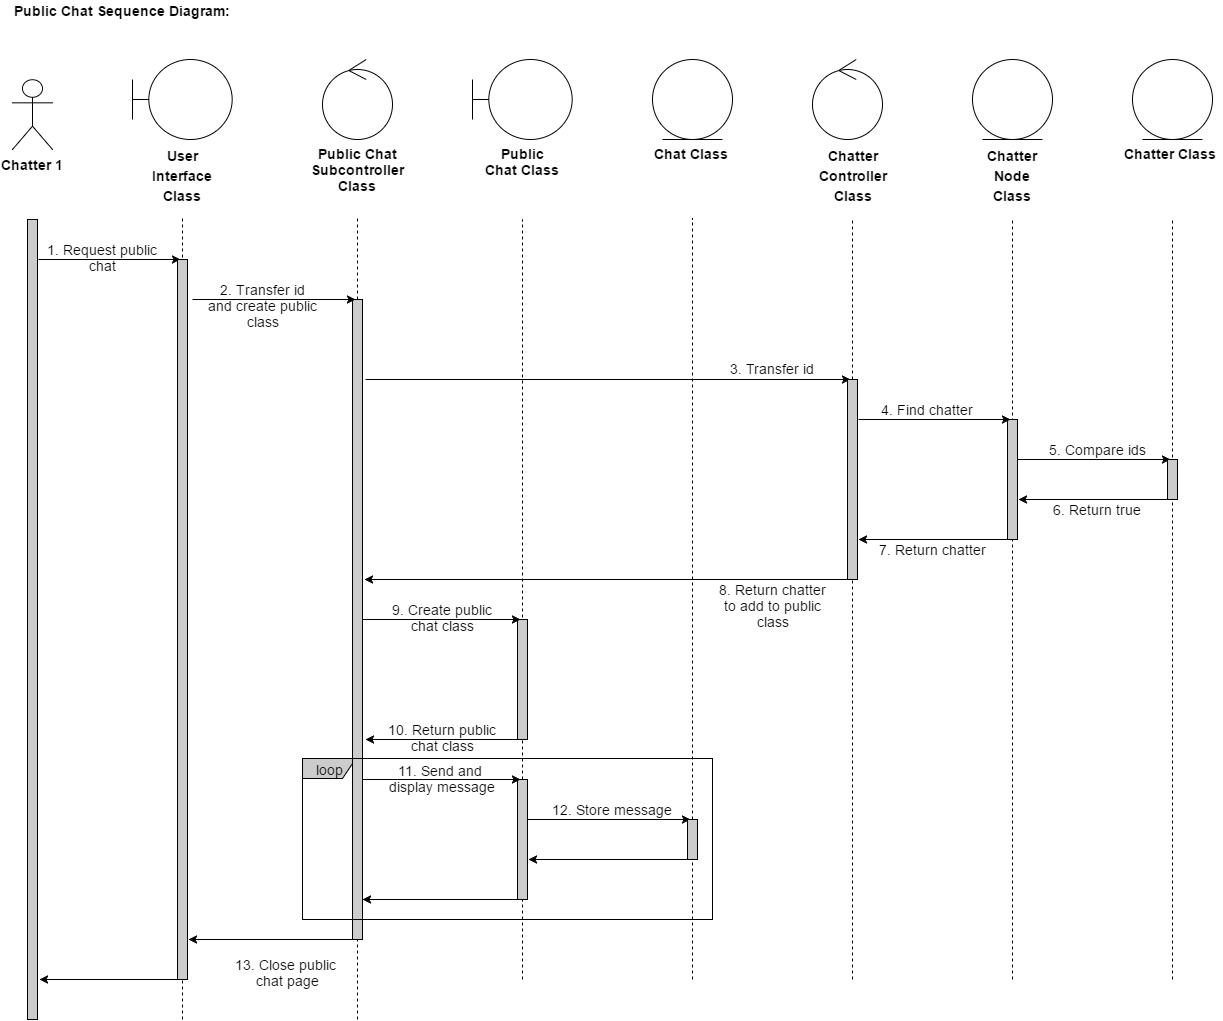 Public Chat Sequence Diagram:
Chatter 1
User
Interface
Class
Public Chat
Subcontroller
Class
Public
Chat Class
Chat Class
Chatter
Controller
Class
Chatter
Node
Class
Chatter Class
1. Request public
chat
2. Transfer id
and create public
class
3. Transfer id
4. Find chatter
5. Compare ids
6. Return true
7. Return chatter
8. Return chatter
to add to public
class
9. Create public
chat class
10. Return public
chat class
loop
11. Send and
display message
12. Store message
13. Close public
chat page